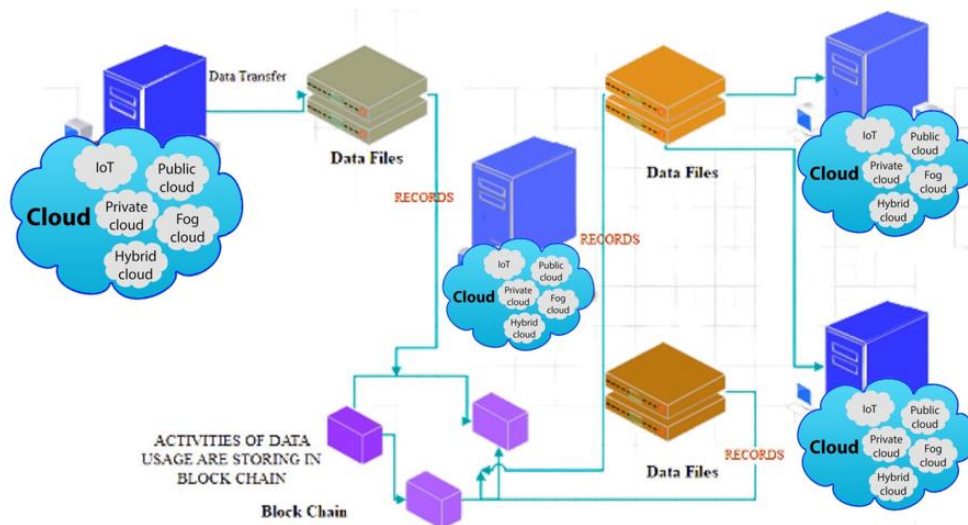 Data Transfer
Data Files
IoT
Public
cloud
Cloud
Private
cloud
Fog
cloud
Hybrid
cloud
RECORDS
IoT
Public
cloud
Cloud
Private
cloud
Fog
cloud
Hybrid
cloud
RECORDS
Data Files
IoT
Public
cloud
Cloud
Private
cloud
Fog
cloud
Hybrid
cloud
ACTIVITIES OF DATA
USAGE ARE STORING IN
BLOCK CHAIN
Block Chain
Data Files
RECORDS
IoT
Public
cloud
Cloud
Private
cloud
Fog
cloud
Hybrid
cloud